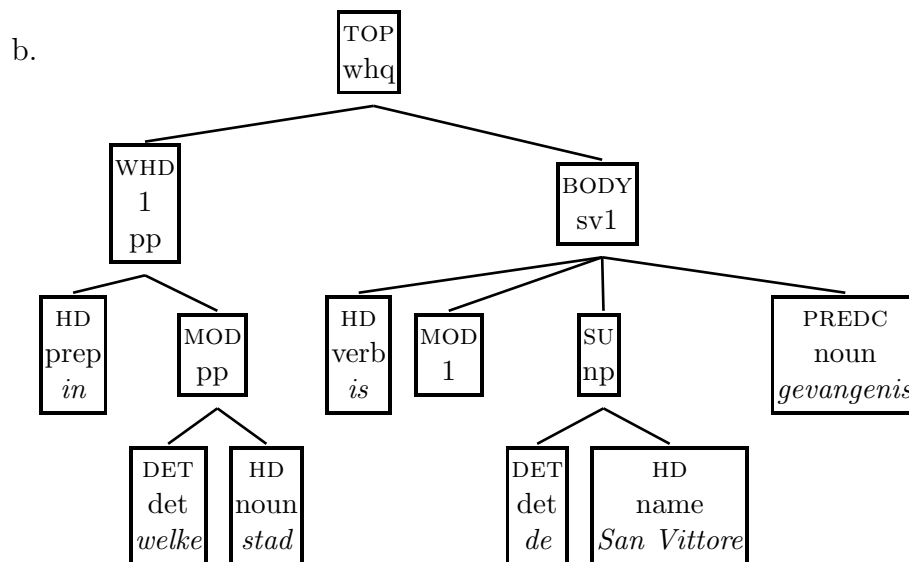 b.
TOP
whq
WHD
1
pp
BODY
sv1
HD
prep
in
MOD
pp
HD
verb
is
MOD
1
SU
np
PREDC
noun
gevangenis
DET
det
welke
HD
noun
stad
DET
det
de
HD
name
San Vittore